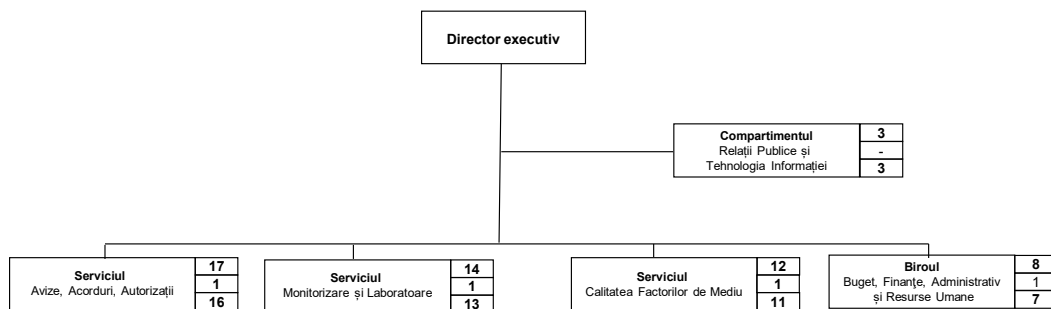 Director executiv
Compartimentul
Relații Publice și
Tehnologia Informației
3
-
3
Serviciul
Avize, Acorduri, Autorizații
17
1
16
Serviciul
Monitorizare și Laboratoare
14
1
13
Serviciul
Calitatea Factorilor de Mediu
12
1
11
Biroul
Buget, Finanțe, Administrativ
și Resurse Umane
8
1
7